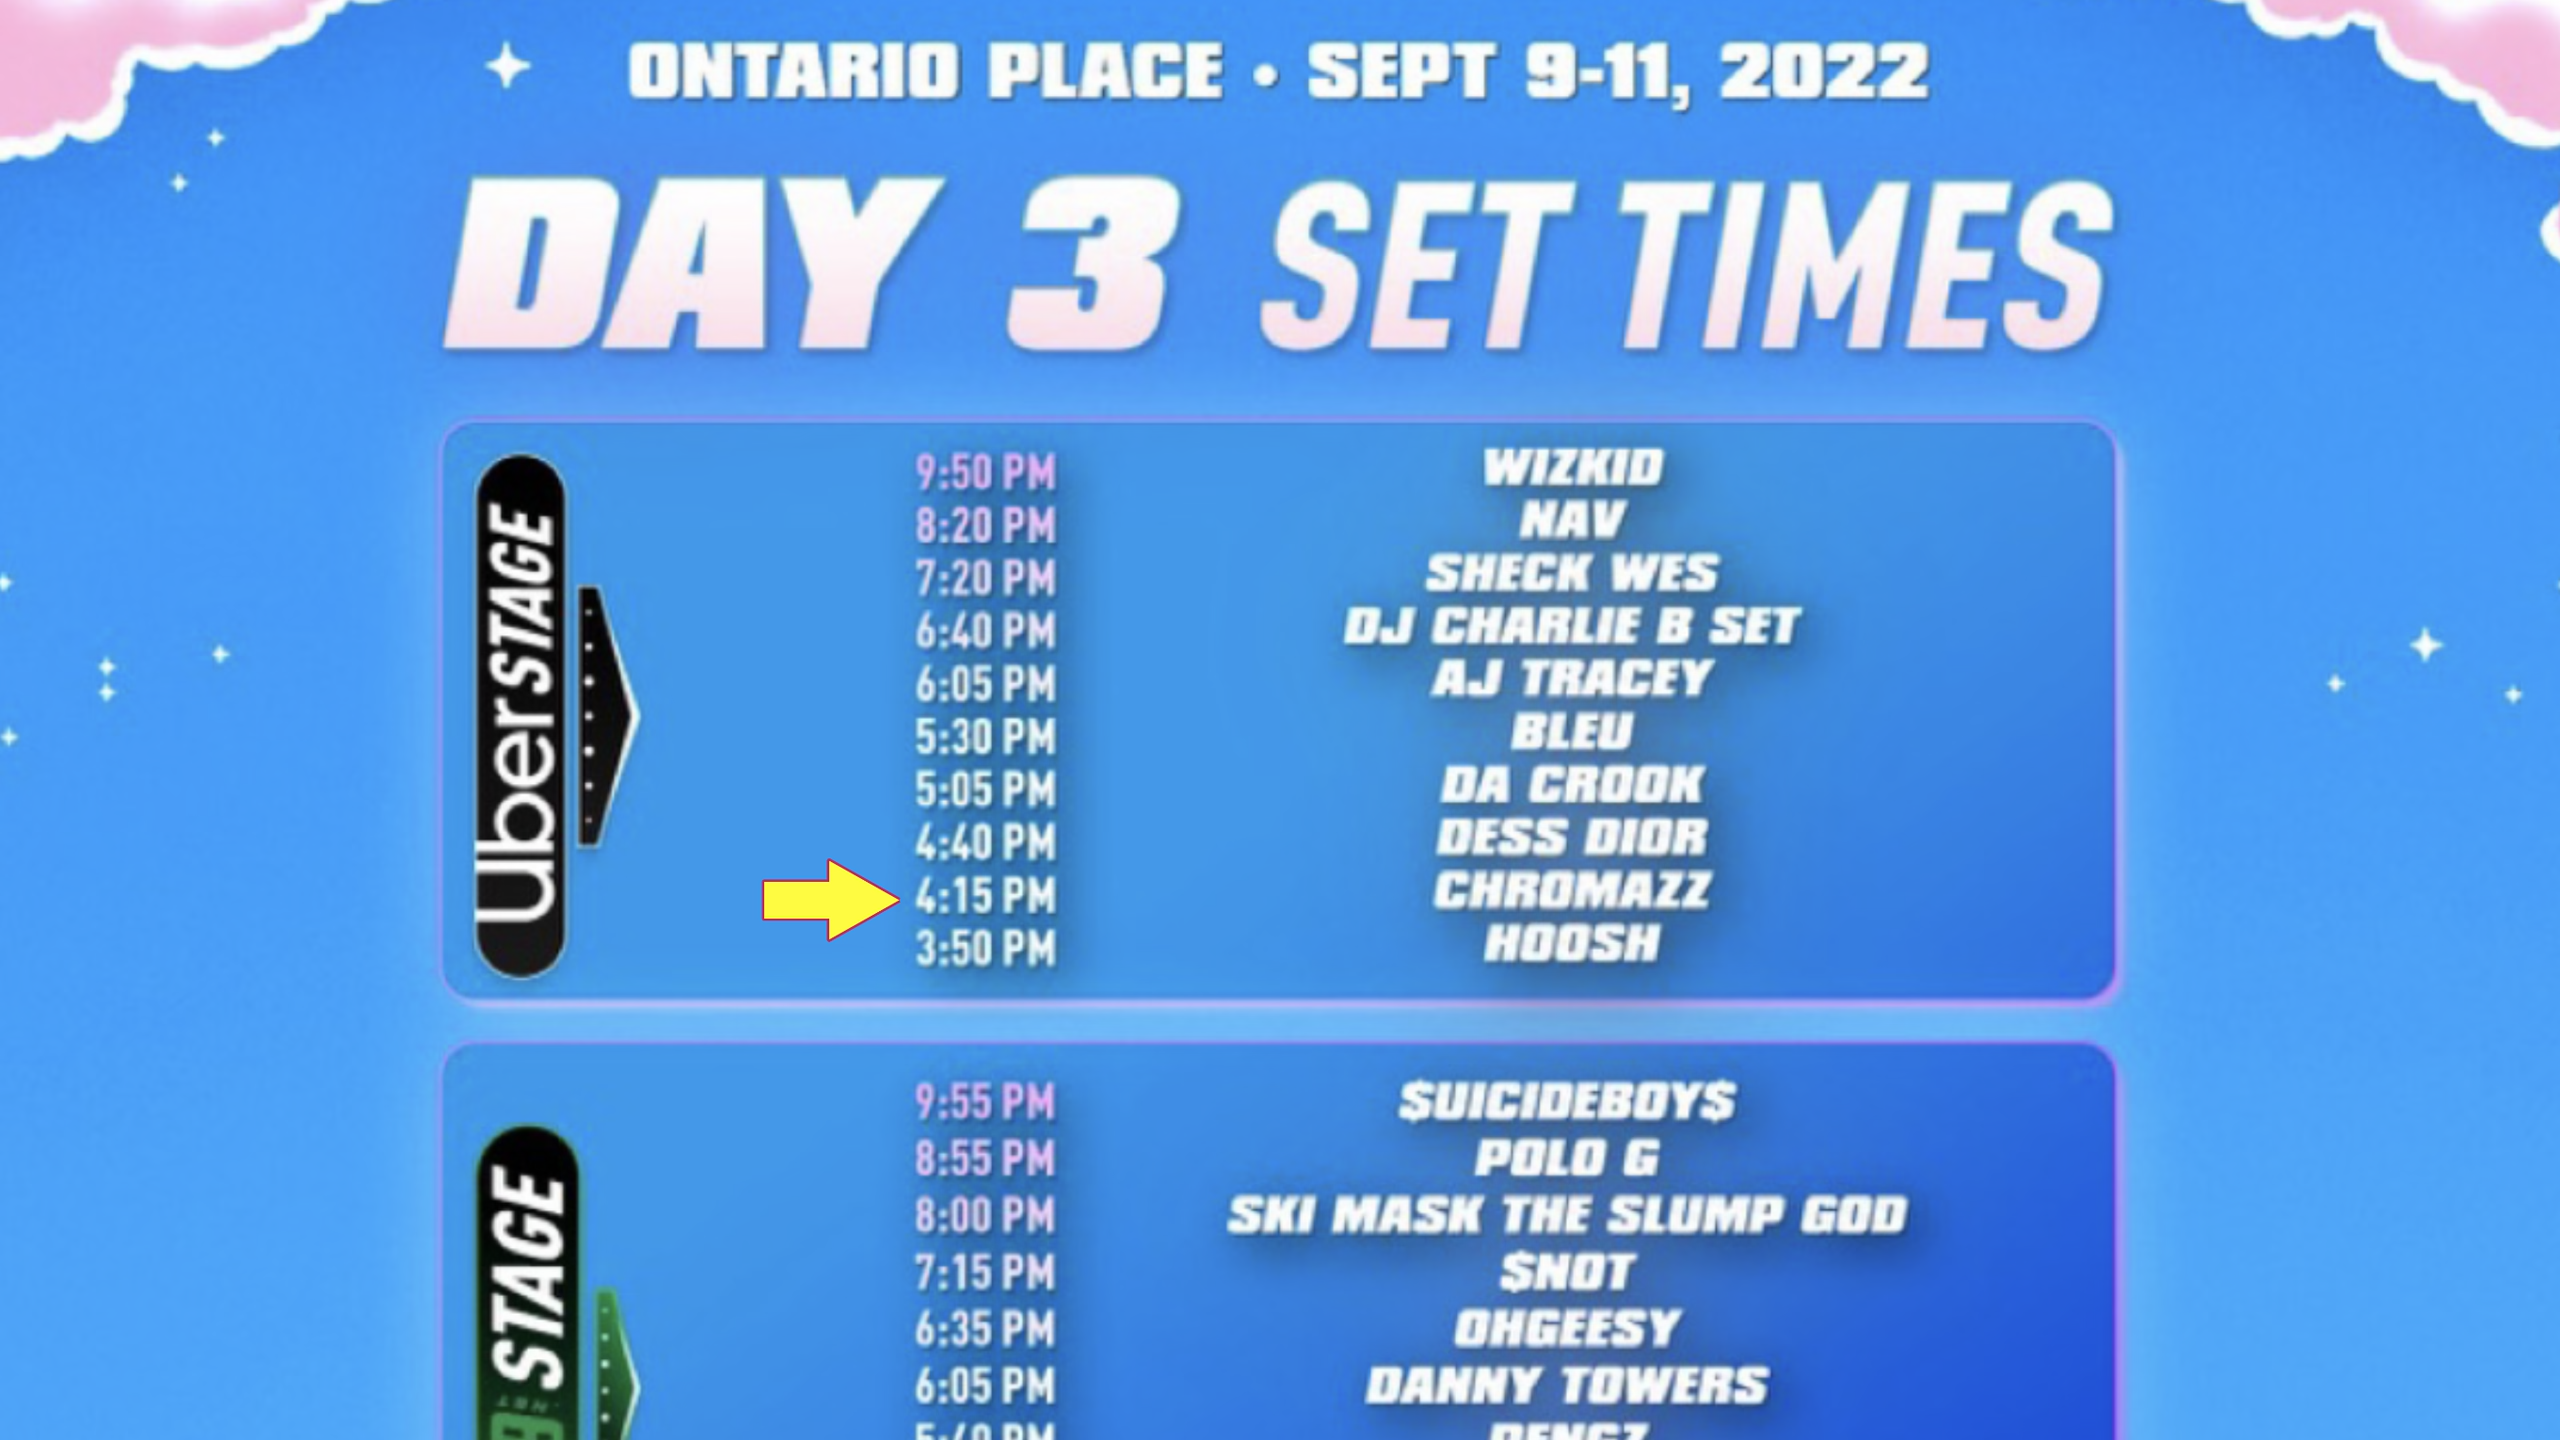 ONTARIO PLACE • SEPT 9-11, 2022
DAY 3 SET TIMES
Uber STAGE
9:50 PM WIZKID
8:20 PM NAV
7:20 PM SHECK WES
6:40 PM DJ CHARLIE B SET
6:05 PM AJ TRACEY
5:30 PM BLEU
5:05 PM DA CROOK
4:40 PM DESS DIOR
4:15 PM CHROMAZZ
3:50 PM HOOSH
STAGE
9:55 PM $UICIDEBOY$
8:55 PM POLO G
8:00 PM SKI MASK THE SLUMP GOD
7:15 PM $NOT
6:35 PM OHGEESY
6:05 PM DANNY TOWERS